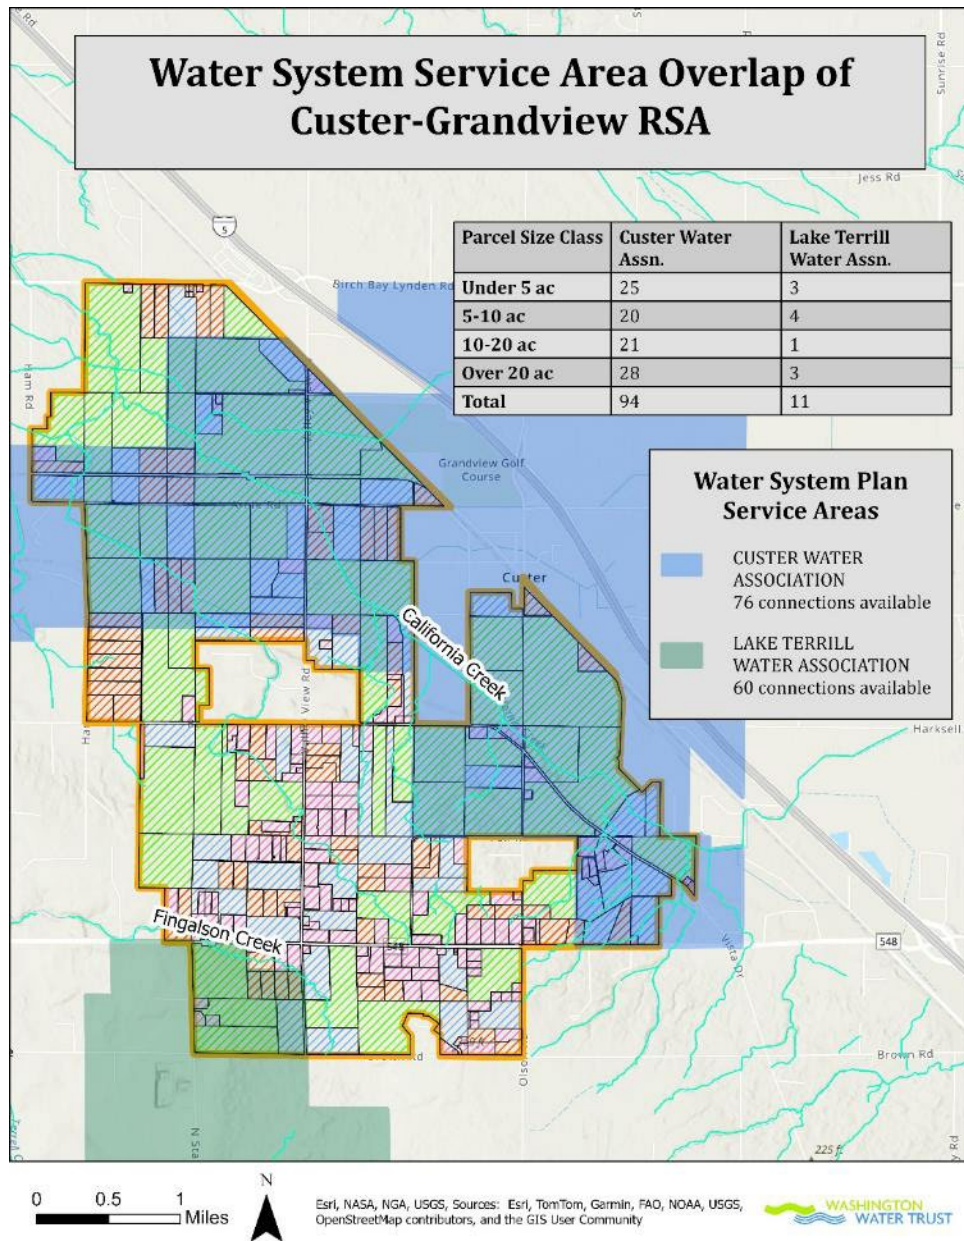 Water System Service Area Overlap of
Custer-Grandview RSA
Sunrise Rd
Jess Rd
5
Birch Bay Lynden Rd
Parcel Size Class Custer Water Assn. Lake Terrill Water Assn.
Under 5 ac 25 3
5-10 ac 20 4
10-20 ac 21 1
Over 20 ac 28 3
Total 94 11
Ham Rd
Grandview Golf
Course
Water System Plan
Service Areas
CUSTER WATER
ASSOCIATION
76 connections available
LAKE TERRILL
WATER ASSOCIATION
60 connections available
Custer
California Creek
View Rd
Harksell
Fingalson Creek
548
548
Vista Dr
Brown Rd
225 ft
N
0 0.5 1
Miles
Esri, NASA, NGA, USGS, Sources: Esri, TomTom, Garmin, FAO, NOAA, USGS,
OpenStreetMap contributors, and the GIS User Community
WASHINGTON
WATER TRUST